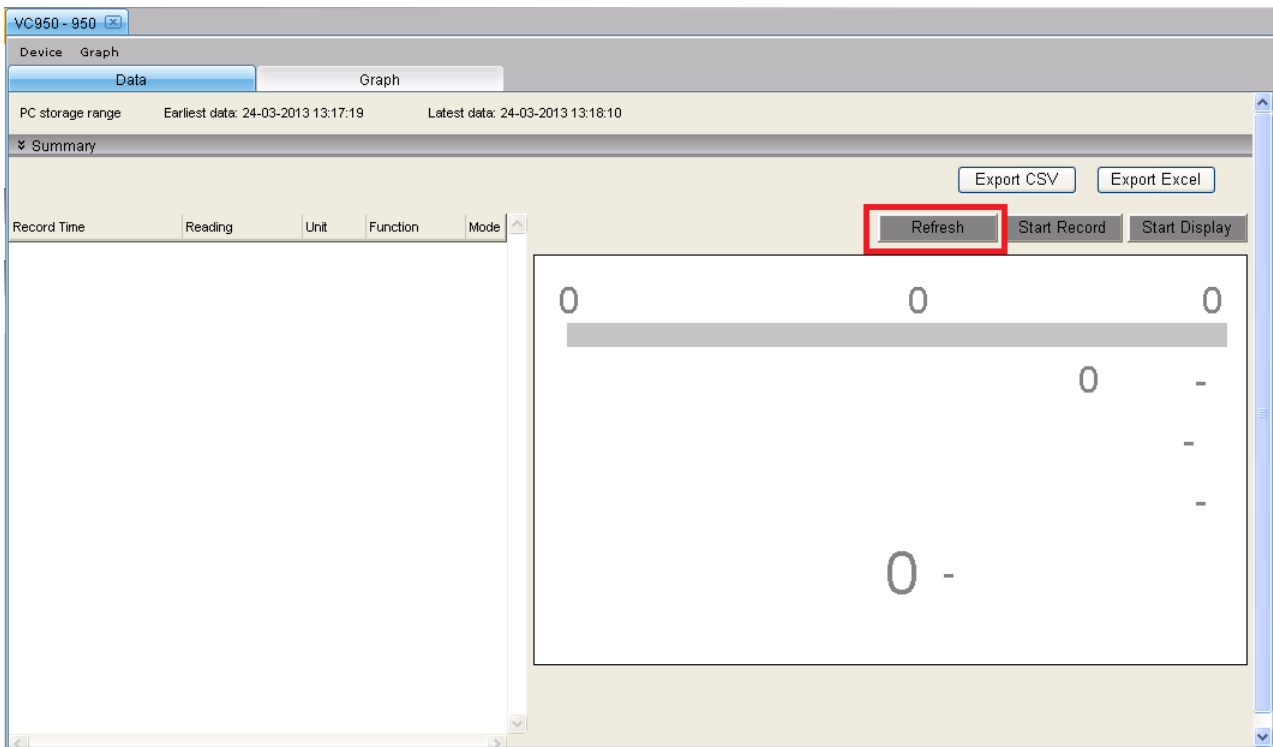 VC950 - 950
Device Graph
Data Graph
PC storage range Earliest data: 24-03-2013 13:17:19 Latest data: 24-03-2013 13:18:10
Summary
Export CSV Export Excel
Record Time Reading Unit Function Mode
Refresh Start Record Start Display
0 0 0
0 -
-
-
0 -